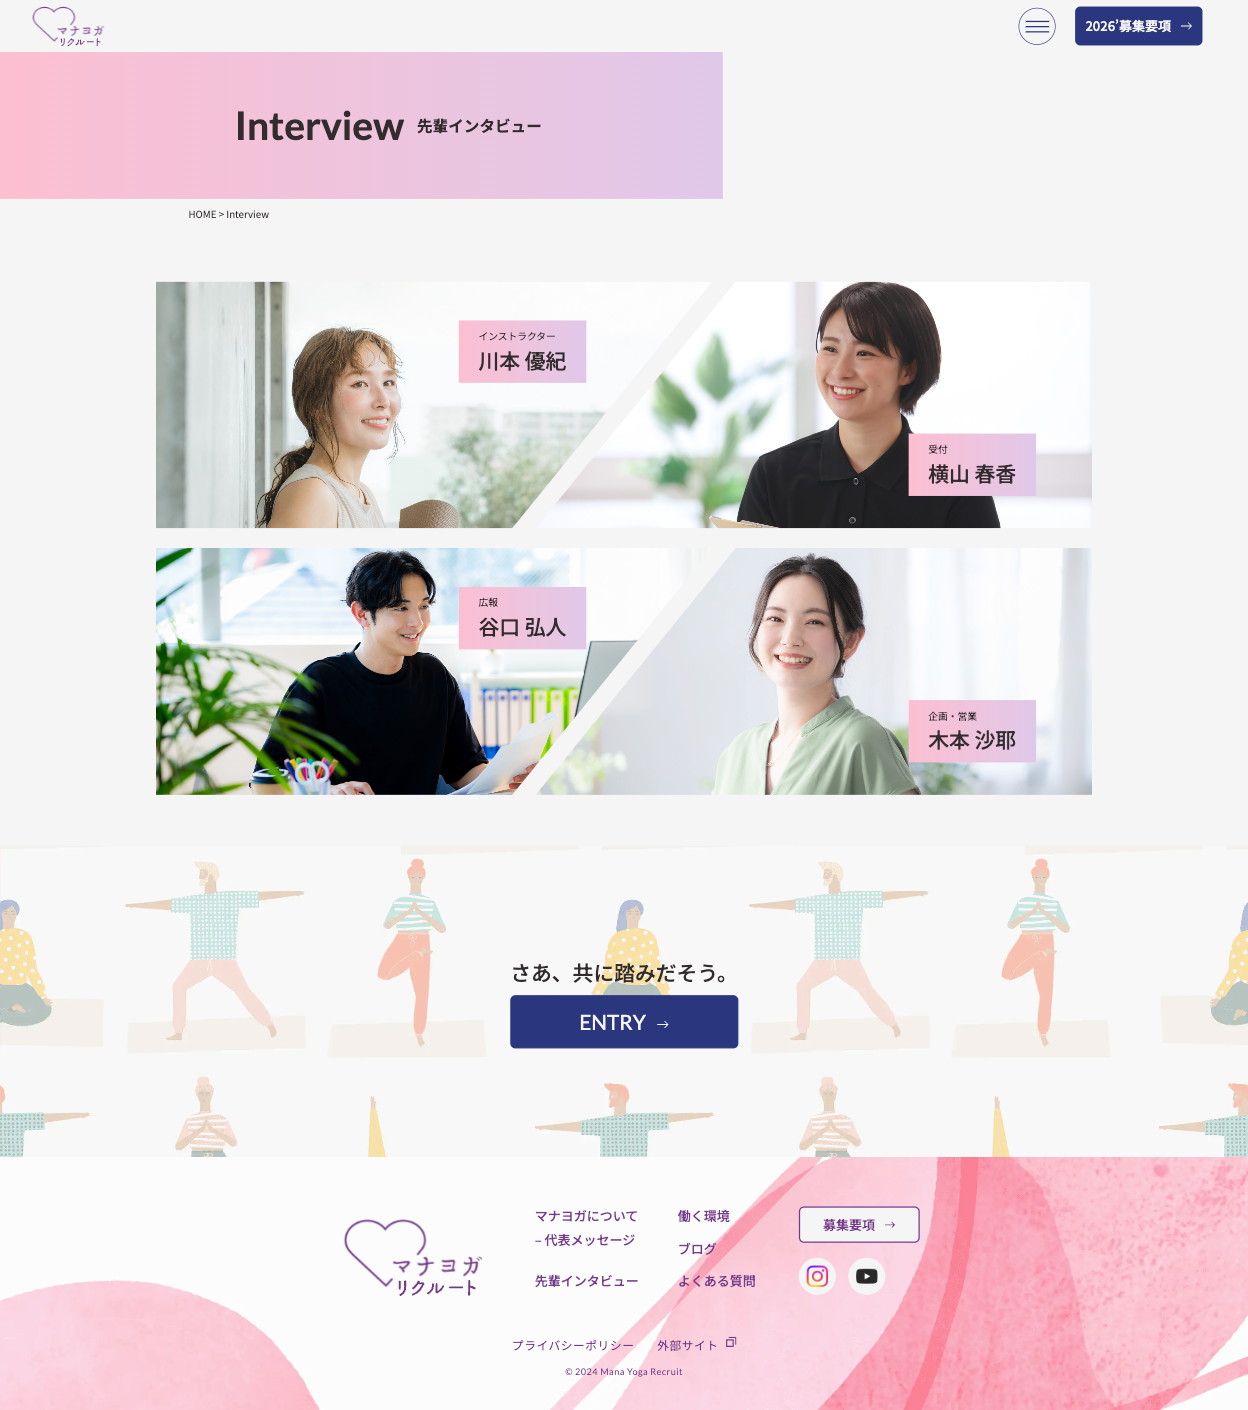 マナヨガ
リクルート
2026’募集要項 →
Interview 先輩インタビュー
HOME > Interview
インストラクター
川本 優紀
受付
横山 春香
広報
谷口 弘人
企画・営業
木本 沙耶
さあ、共に踏みだそう。
ENTRY →
マナヨガ
リクルート
マナヨガについて
– 代表メッセージ
先輩インタビュー
働く環境
ブログ
よくある質問
募集要項 →
プライバシーポリシー
外部サイト
© 2024 Mana Yoga Recruit